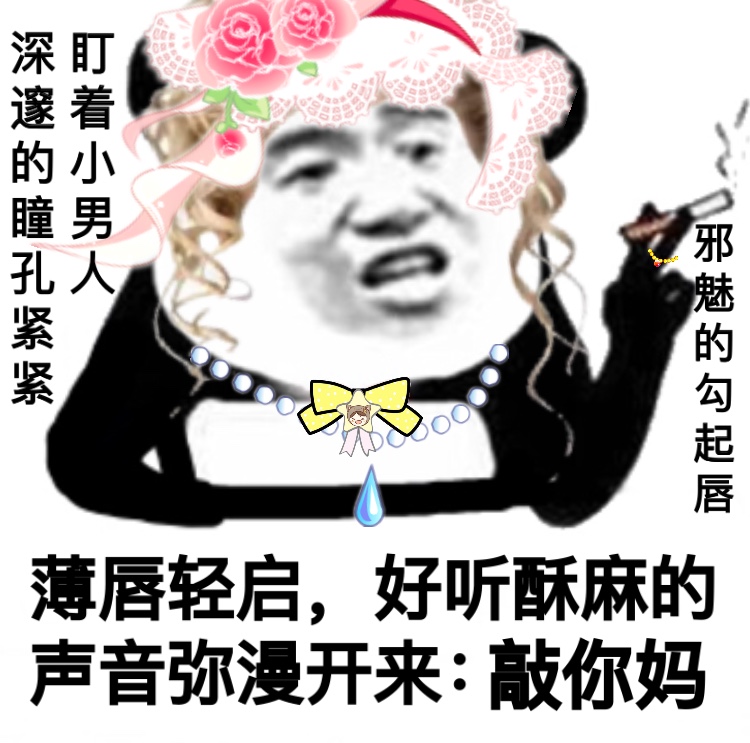 深邃的瞳孔紧紧
盯着小男人
邪魅的勾起唇
薄唇轻启，好听酥麻的
声音弥漫开来：敲你妈